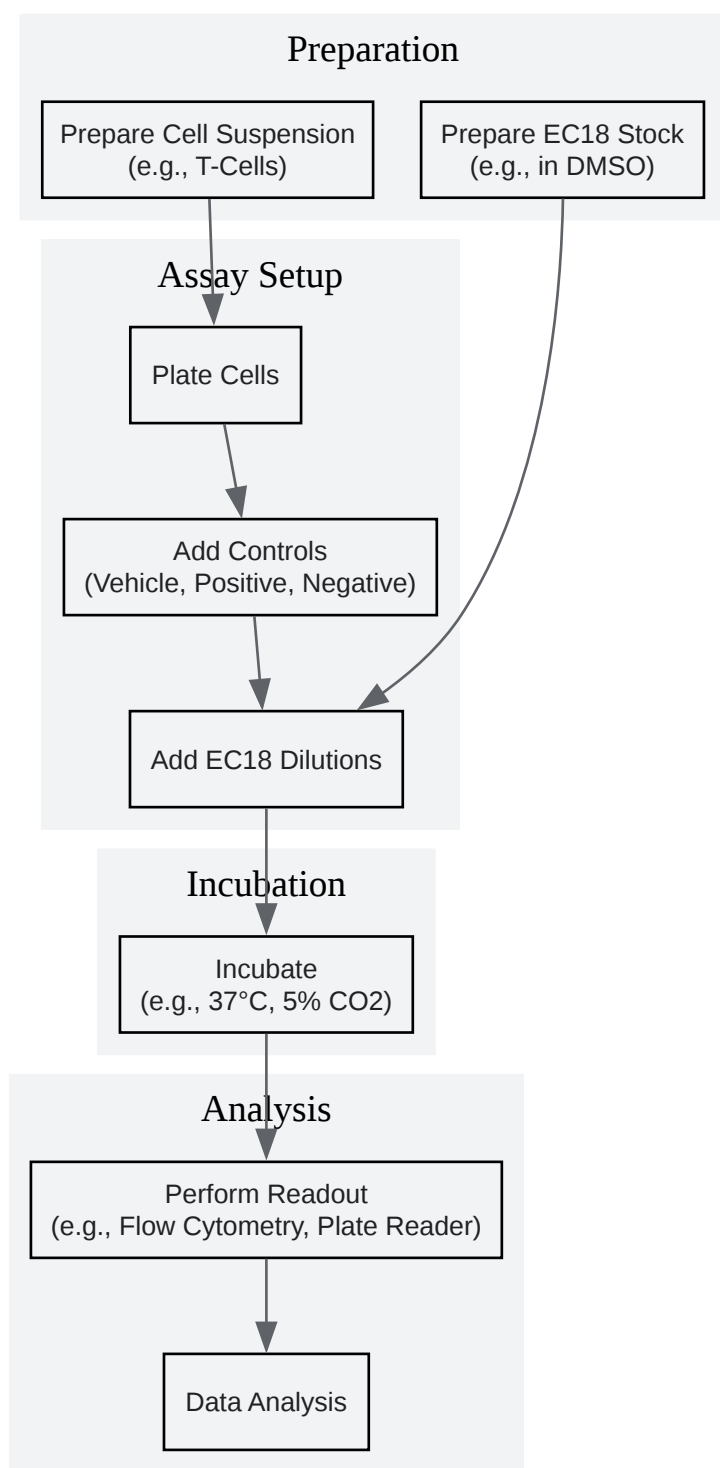 Preparation
Prepare Cell Suspension
(e.g., T-Cells)
Prepare EC18 Stock
(e.g., in DMSO)
Assay Setup
Plate Cells
Add Controls
(Vehicle, Positive, Negative)
Add EC18 Dilutions
Incubation
Incubate
(e.g., 37°C, 5% CO2)
Analysis
Perform Readout
(e.g., Flow Cytometry, Plate Reader)
Data Analysis